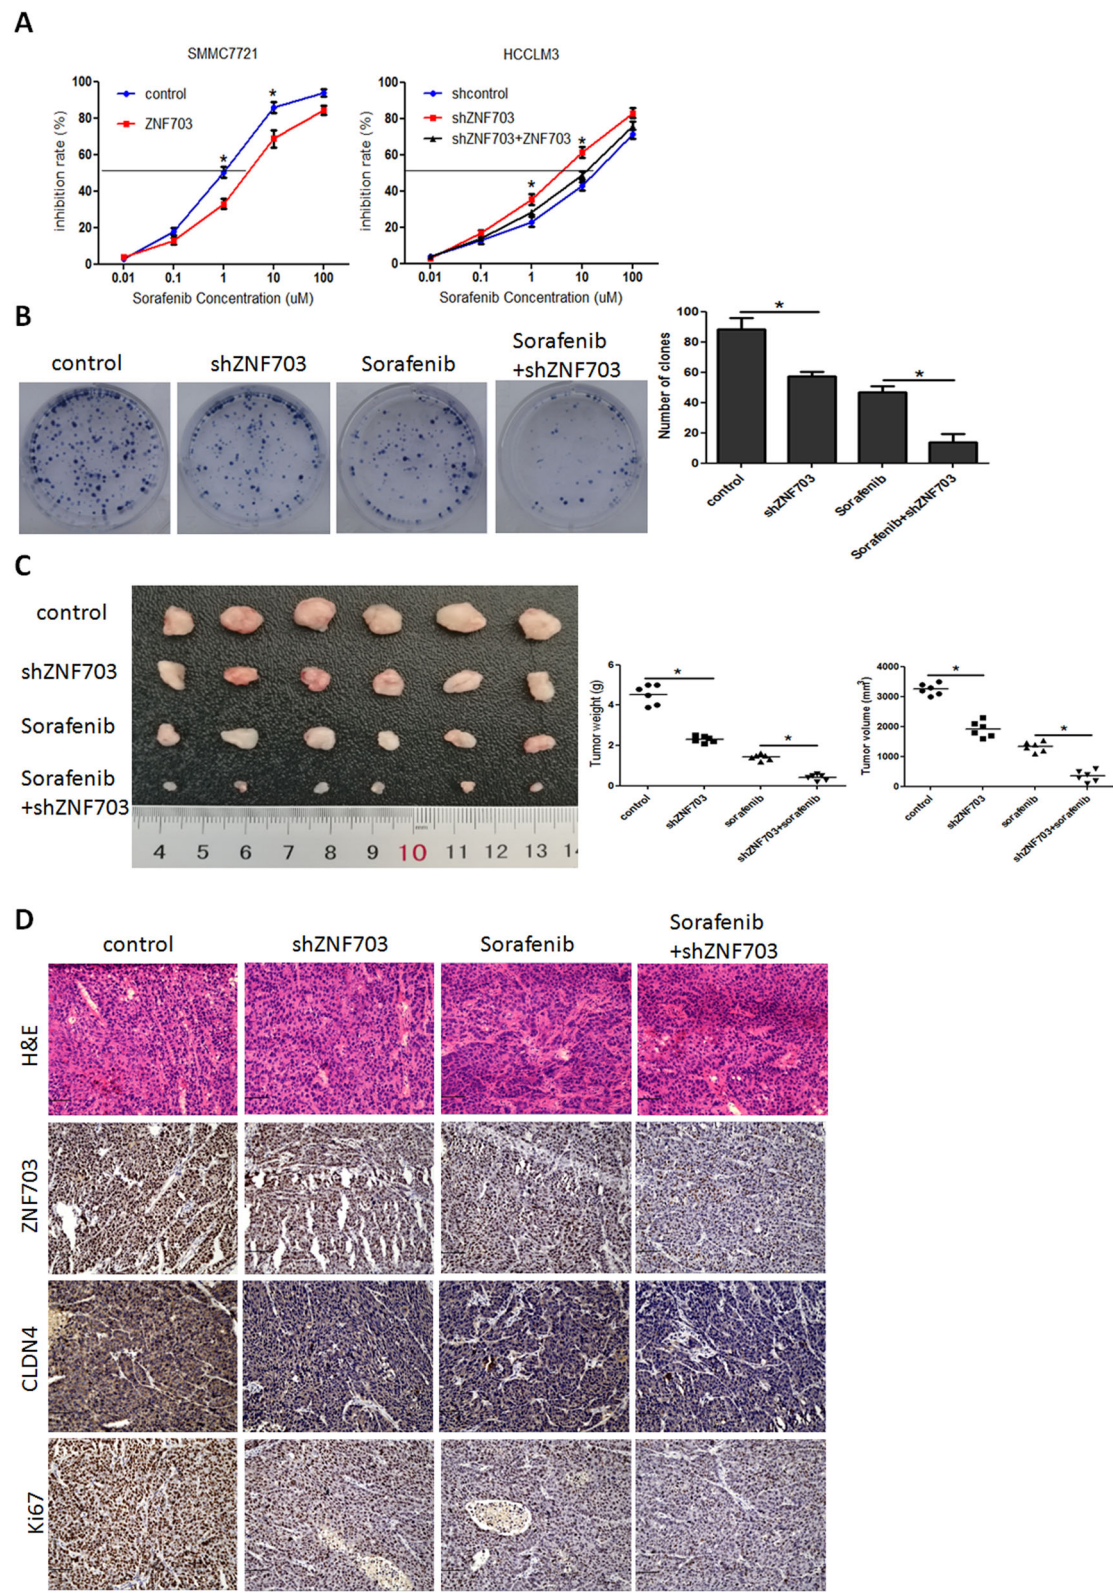 A
SMMC7721
HCCLM3
100
80
60
40
20
0
inhibition rate (%)
control
ZNF703
*
*
0.01 0.1 1 10 100
Sorafenib Concentration (uM)
100
80
60
40
20
0
inhibition rate (%)
shcontrol
shZNF703
shZNF703+ZNF703
*
*
0.01 0.1 1 10 100
Sorafenib Concentration (uM)
B
control
shZNF703
Sorafenib
Sorafenib
+shZNF703
100
80
60
40
20
0
Number of clones
*
*
control
shZNF703
Sorafenib
Sorafenib+shZNF703
C
control
shZNF703
Sorafenib
Sorafenib
+shZNF703
4 5 6 7 8 9 10 11 12 13 14
6
4
2
0
Tumor weight (g)
*
*
control
shZNF703
sorafenib
shZNF703+sorafenib
4000
3000
2000
1000
0
Tumor volume (mm³)
*
*
control
shZNF703
sorafenib
shZNF703+sorafenib
D
control
shZNF703
Sorafenib
Sorafenib
+shZNF703
H&E
ZNF703
CLDN4
Ki67